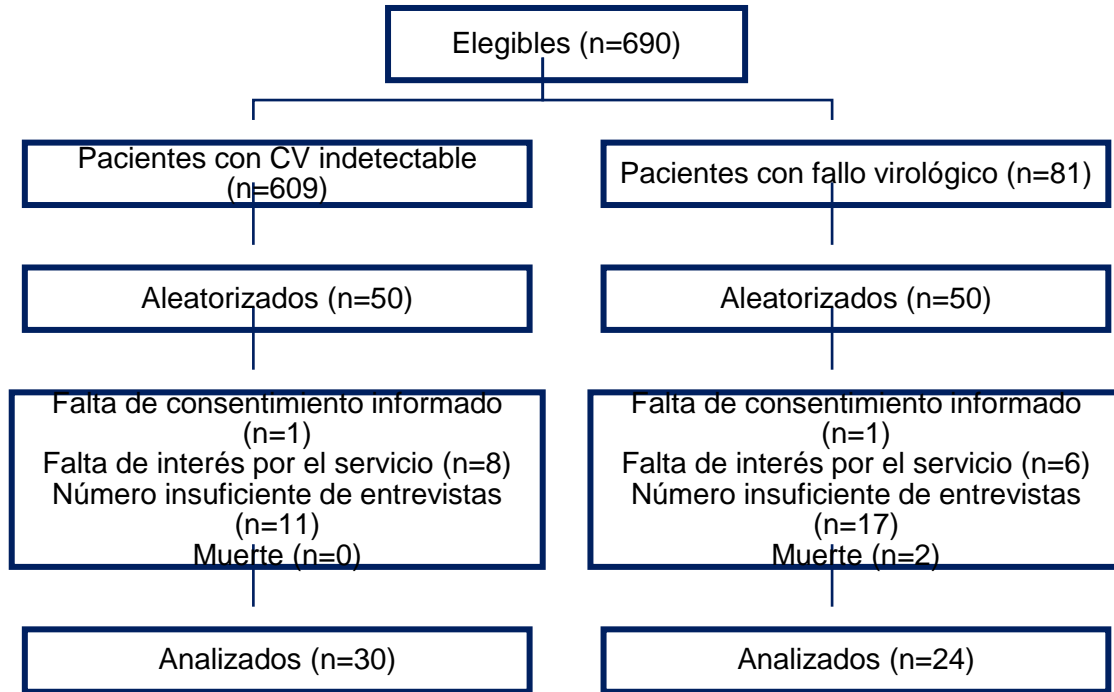 Elegibles (n=690)
Pacientes con CV indetectable
(n=609)
Pacientes con fallo virológico (n=81)
Aleatorizados (n=50)
Aleatorizados (n=50)
Falta de consentimiento informado
(n=1)
Falta de interés por el servicio (n=8)
Número insuficiente de entrevistas
(n=11)
Muerte (n=0)
Falta de consentimiento informado
(n=1)
Falta de interés por el servicio (n=6)
Número insuficiente de entrevistas
(n=17)
Muerte (n=2)
Analizados (n=30)
Analizados (n=24)